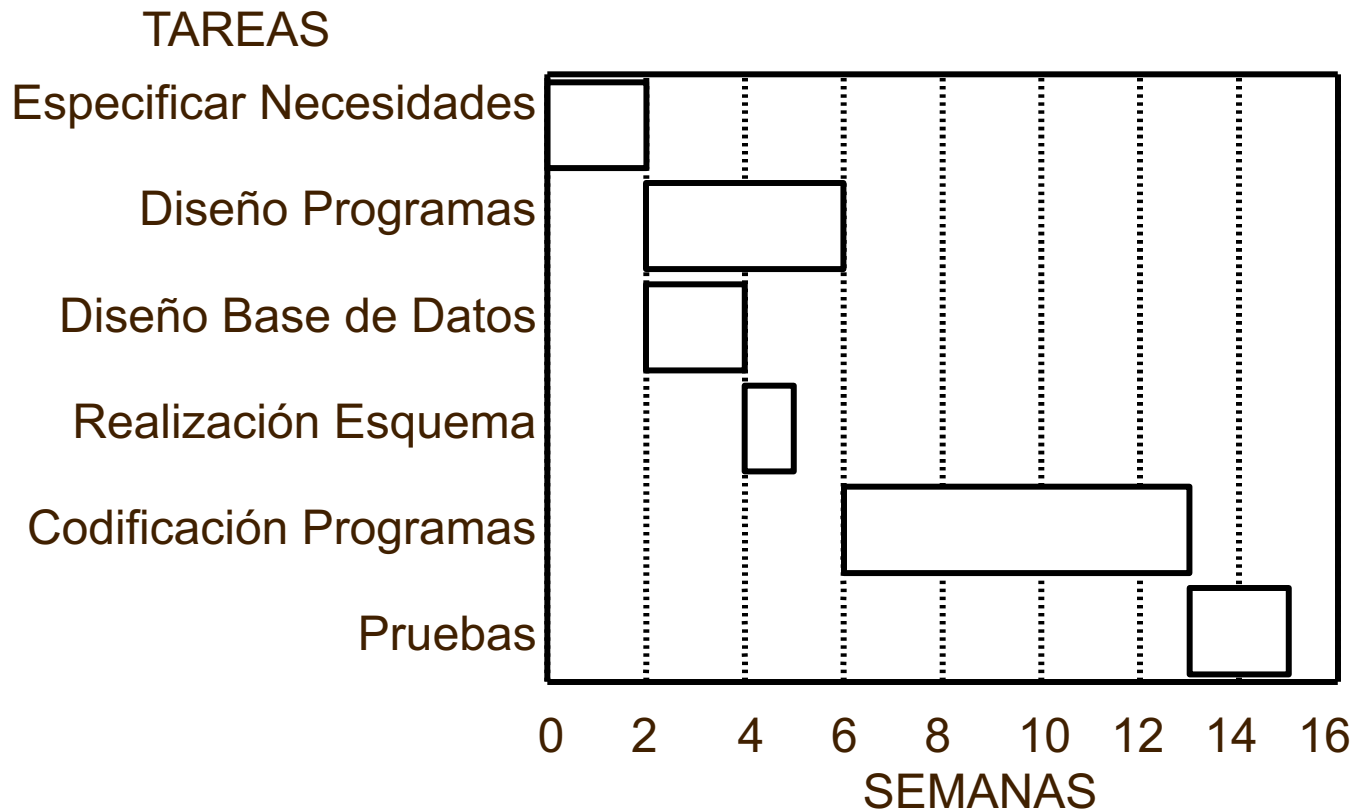 TAREAS
Especificar Necesidades
Diseño Programas
Diseño Base de Datos
Realización Esquema
Codificación Programas
Pruebas
0 2 4 6 8 10 12 14 16
SEMANAS